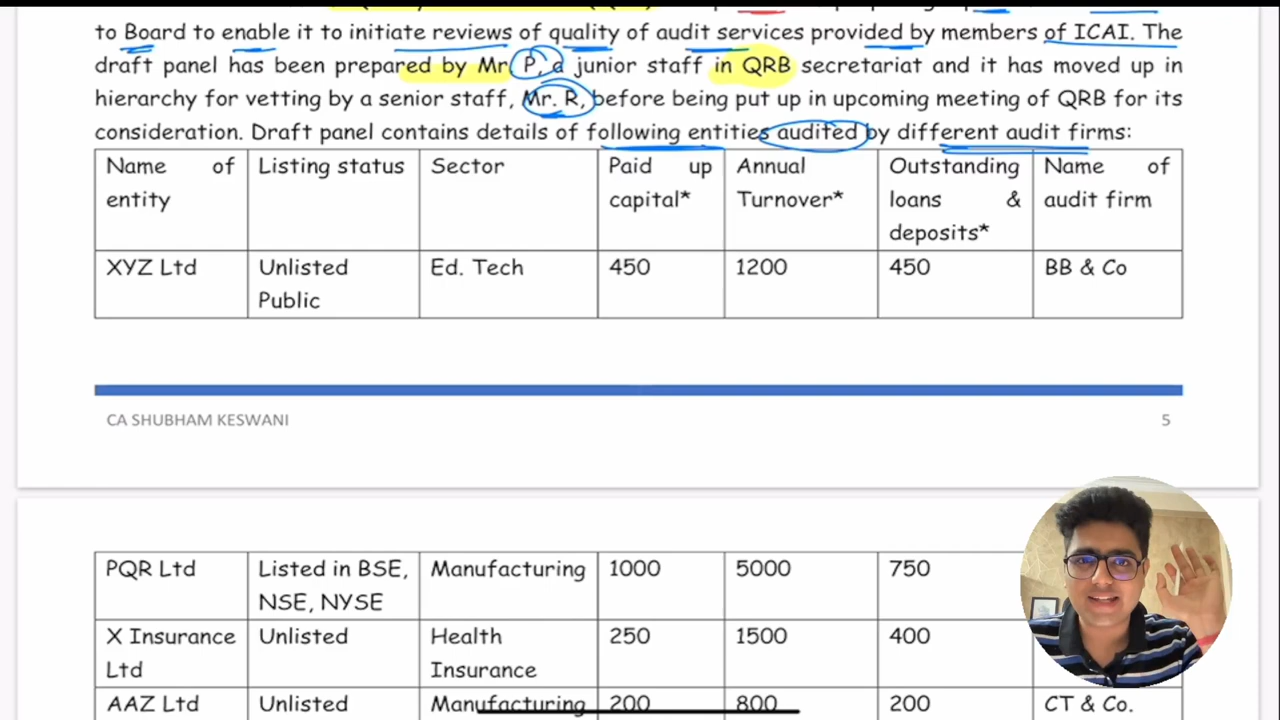 to Board to enable it to initiate reviews of quality of audit services provided by members of ICAI. The
draft panel has been prepared by Mr P, a junior staff in QRB secretariat and it has moved up in
hierarchy for vetting by a senior staff, Mr. R, before being put up in upcoming meeting of QRB for its
consideration. Draft panel contains details of following entities audited by different audit firms:
Name of entity | Listing status | Sector | Paid up capital* | Annual Turnover* | Outstanding loans & deposits* | Name of audit firm
XYZ Ltd | Unlisted Public | Ed. Tech | 450 | 1200 | 450 | BB & Co
CA SHUBHAM KESWANI 5
PQR Ltd | Listed in BSE, NSE, NYSE | Manufacturing | 1000 | 5000 | 750
X Insurance Ltd | Unlisted | Health Insurance | 250 | 1500 | 400
AAZ Ltd | Unlisted | Manufacturing | 200 | 800 | 200 | CT & Co.